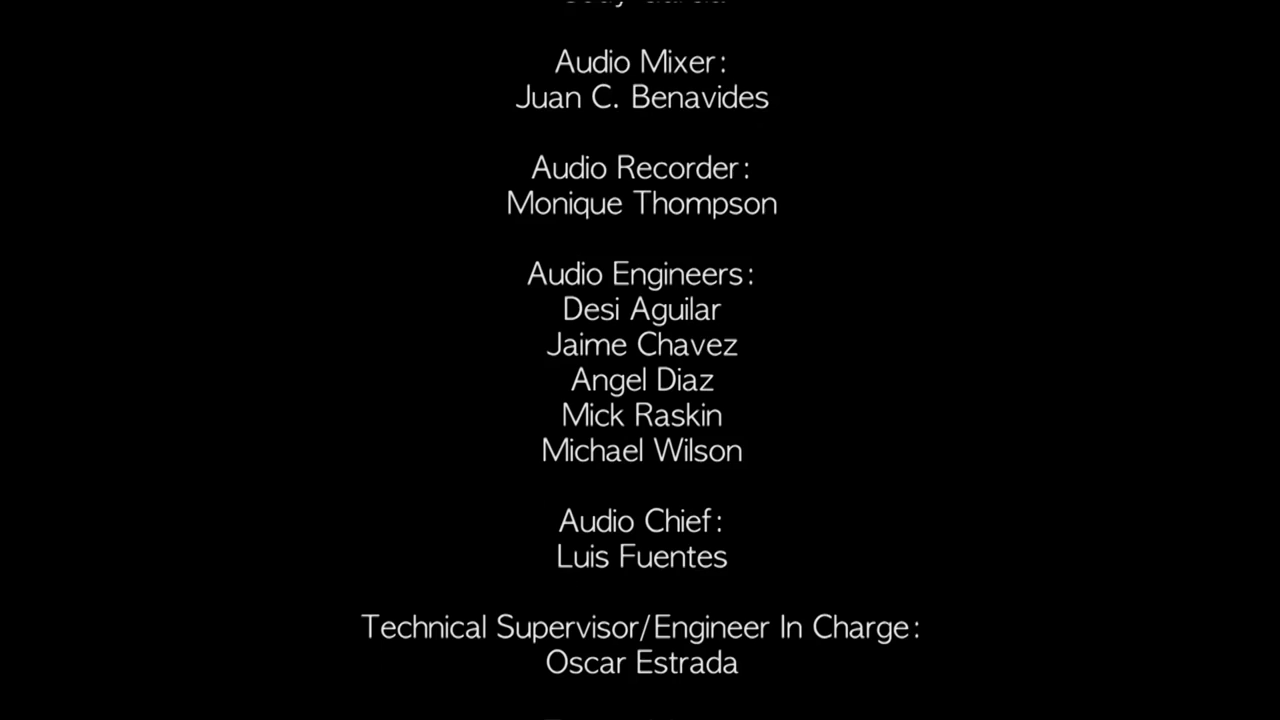 Audio Mixer:
Juan C. Benavides
Audio Recorder:
Monique Thompson
Audio Engineers:
Desi Aguilar
Jaime Chavez
Angel Diaz
Mick Raskin
Michael Wilson
Audio Chief:
Luis Fuentes
Technical Supervisor/Engineer In Charge:
Oscar Estrada